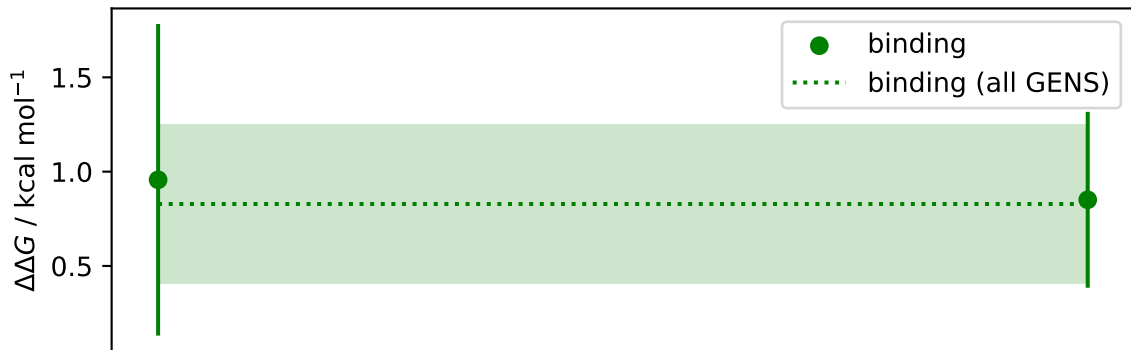 ΔΔG / kcal mol⁻¹
1.5
1.0
0.5
binding
binding (all GENS)